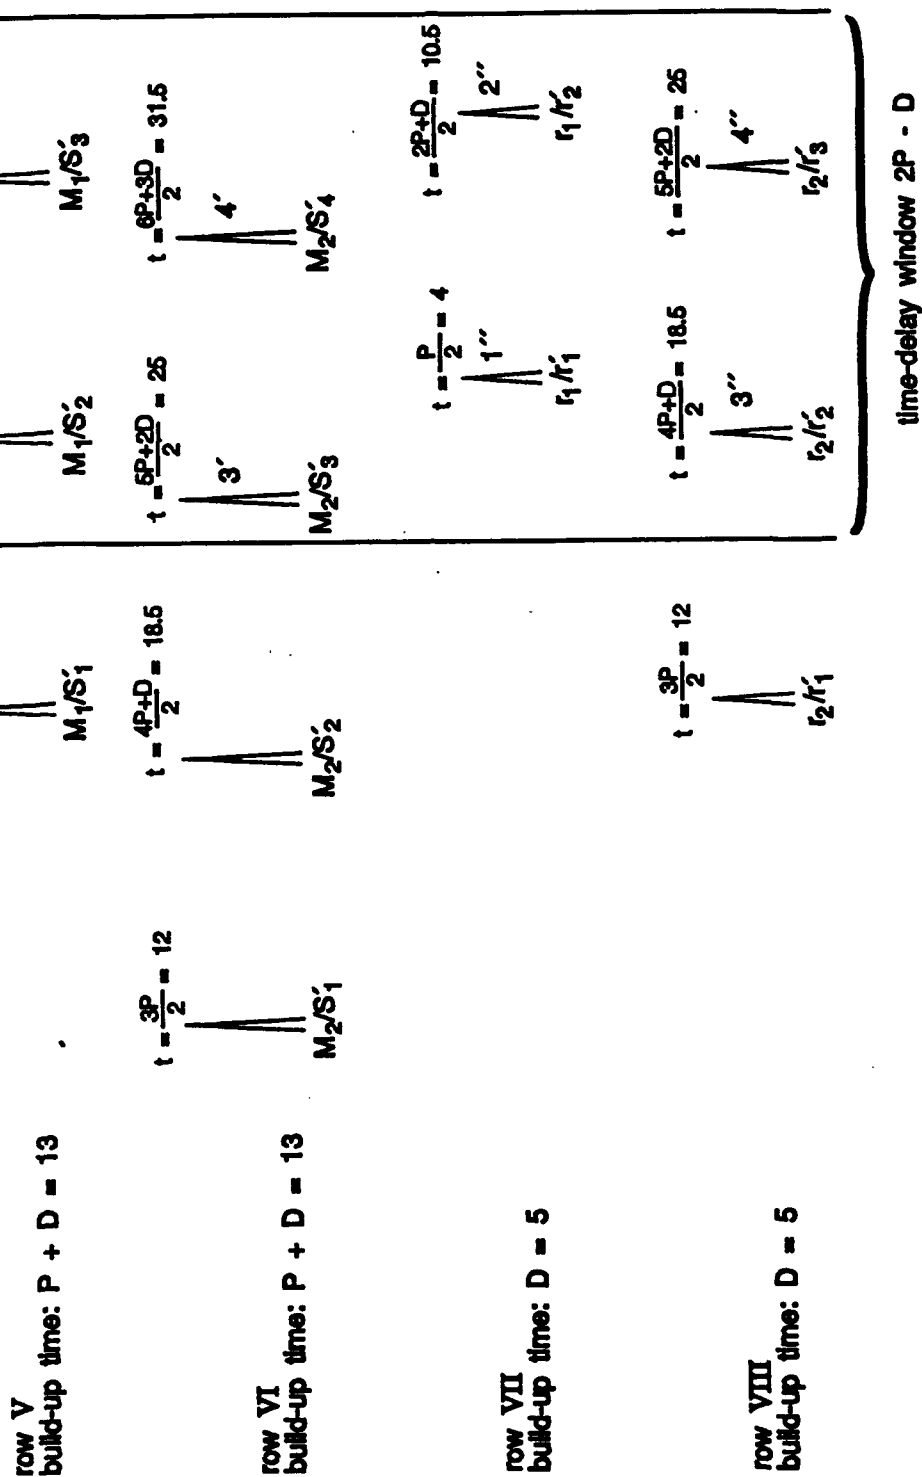 row V
build-up time: P + D = 13
M₁/S′₁
M₁/S′₂
M₁/S′₃
row VI
build-up time: P + D = 13
t = 3P/2 = 12
M₂/S′₁
t = 4P+D/2 = 18.5
M₂/S′₂
t = 5P+2D/2 = 25
3′
M₂/S′₃
t = 6P+3D/2 = 31.5
4′
M₂/S′₄
row VII
build-up time: D = 5
t = P/2 = 4
1″
r₁/r′₁
t = 2P+D/2 = 10.5
2″
r₁/r′₂
row VIII
build-up time: D = 5
t = 3P/2 = 12
r₂/r′₁
t = 4P+D/2 = 18.5
3″
r₂/r′₂
t = 5P+2D/2 = 25
4″
r₂/r′₃
time-delay window 2P - D